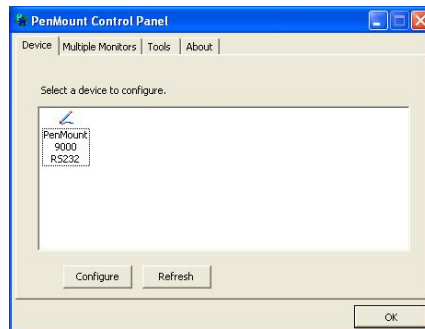 PenMount Control Panel
Device Multiple Monitors Tools About
Select a device to configure.
PenMount
9000
RS232
Configure Refresh
OK